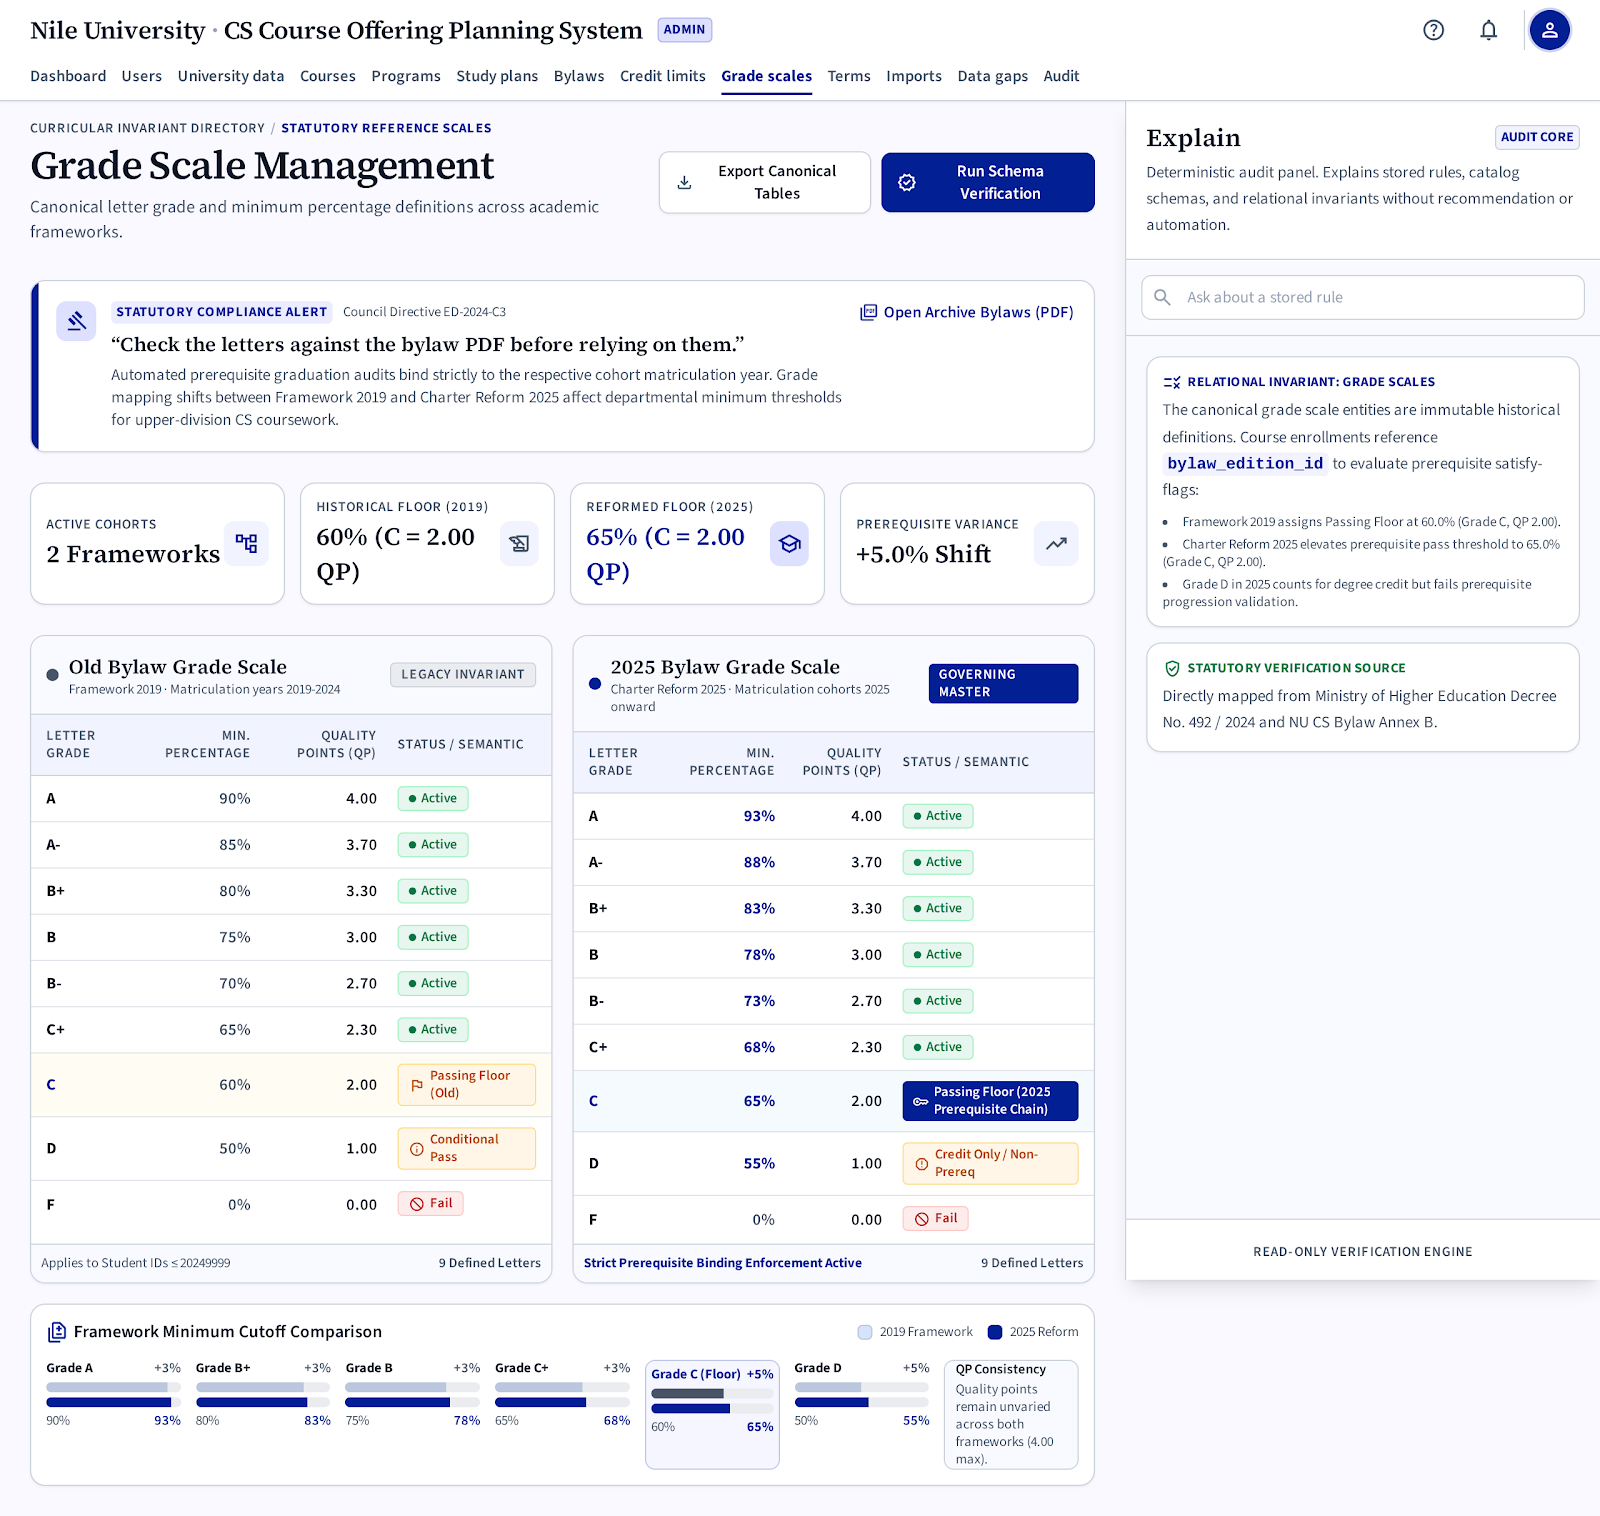 Nile University · CS Course Offering Planning System ADMIN
Dashboard Users University data Courses Programs Study plans Bylaws Credit limits Grade scales Terms Imports Data gaps Audit
CURRICULAR INVARIANT DIRECTORY / STATUTORY REFERENCE SCALES
Grade Scale Management
Canonical letter grade and minimum percentage definitions across academic
frameworks.
Export Canonical
Tables
Run Schema
Verification
STATUTORY COMPLIANCE ALERT Council Directive ED-2024-C3
Open Archive Bylaws (PDF)
“Check the letters against the bylaw PDF before relying on them.”
Automated prerequisite graduation audits bind strictly to the respective cohort matriculation year. Grade
mapping shifts between Framework 2019 and Charter Reform 2025 affect departmental minimum thresholds
for upper-division CS coursework.
ACTIVE COHORTS
2 Frameworks
HISTORICAL FLOOR (2019)
60% (C = 2.00
QP)
REFORMED FLOOR (2025)
65% (C = 2.00
QP)
PREREQUISITE VARIANCE
+5.0% Shift
Old Bylaw Grade Scale
Framework 2019 · Matriculation years 2019-2024
LEGACY INVARIANT
LETTER
GRADE
MIN.
PERCENTAGE
QUALITY
POINTS (QP)
STATUS / SEMANTIC
A 90% 4.00 Active
A- 85% 3.70 Active
B+ 80% 3.30 Active
B 75% 3.00 Active
B- 70% 2.70 Active
C+ 65% 2.30 Active
C 60% 2.00 Passing Floor
(Old)
D 50% 1.00 Conditional
Pass
F 0% 0.00 Fail
Applies to Student IDs ≤ 20249999
9 Defined Letters
2025 Bylaw Grade Scale
Charter Reform 2025 · Matriculation cohorts 2025
onward
GOVERNING
MASTER
LETTER
GRADE
MIN.
PERCENTAGE
QUALITY
POINTS (QP)
STATUS / SEMANTIC
A 93% 4.00 Active
A- 88% 3.70 Active
B+ 83% 3.30 Active
B 78% 3.00 Active
B- 73% 2.70 Active
C+ 68% 2.30 Active
C 65% 2.00 Passing Floor (2025
Prerequisite Chain)
D 55% 1.00 Credit Only / Non-
Prereq
F 0% 0.00 Fail
Strict Prerequisite Binding Enforcement Active
9 Defined Letters
Framework Minimum Cutoff Comparison
2019 Framework 2025 Reform
Grade A +3%
90% 93%
Grade B+ +3%
80% 83%
Grade B +3%
75% 78%
Grade C+ +3%
65% 68%
Grade C (Floor) +5%
60% 65%
Grade D +5%
50% 55%
QP Consistency
Quality points
remain unvaried
across both
frameworks (4.00
max).
Explain
AUDIT CORE
Deterministic audit panel. Explains stored rules, catalog
schemas, and relational invariants without recommendation or
automation.
Ask about a stored rule
RELATIONAL INVARIANT: GRADE SCALES
The canonical grade scale entities are immutable historical
definitions. Course enrollments reference
bylaw_edition_id to evaluate prerequisite satisfy-
flags:
• Framework 2019 assigns Passing Floor at 60.0% (Grade C, QP 2.00).
• Charter Reform 2025 elevates prerequisite pass threshold to 65.0%
(Grade C, QP 2.00).
• Grade D in 2025 counts for degree credit but fails prerequisite
progression validation.
STATUTORY VERIFICATION SOURCE
Directly mapped from Ministry of Higher Education Decree
No. 492 / 2024 and NU CS Bylaw Annex B.
READ-ONLY VERIFICATION ENGINE